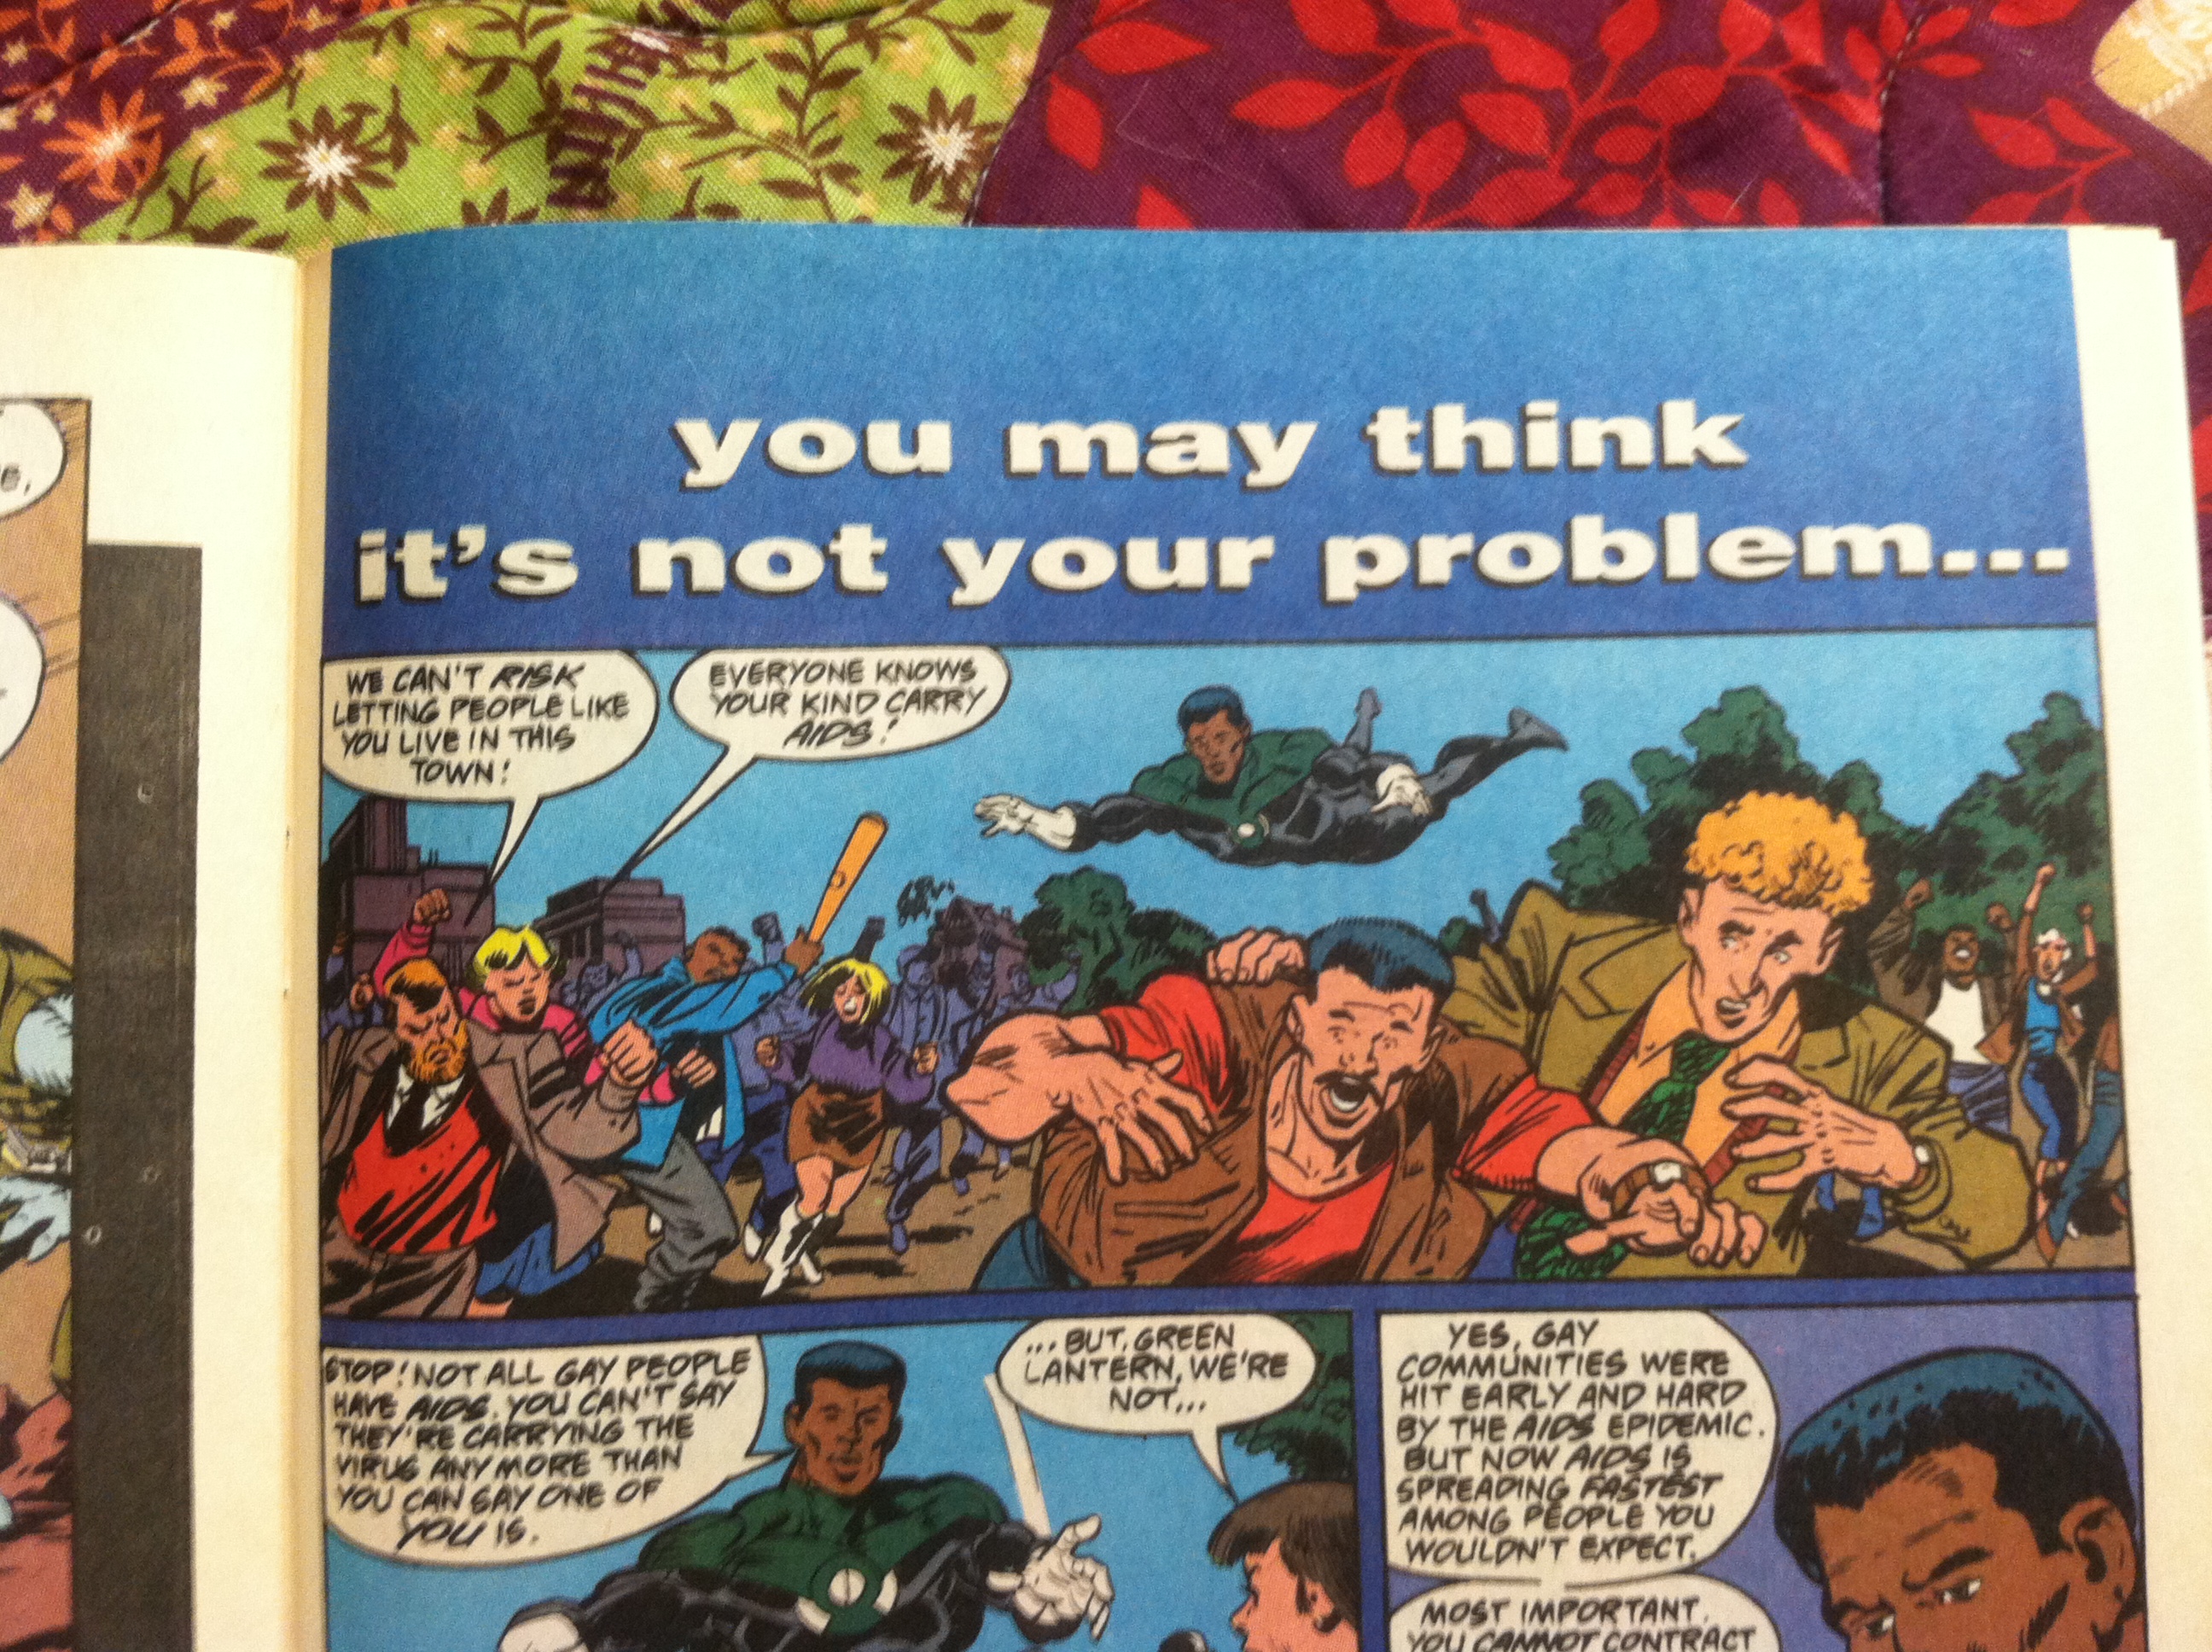 you may think
it's not your problem...
WE CAN'T RISK
LETTING PEOPLE LIKE
YOU LIVE IN THIS
TOWN!
EVERYONE KNOWS
YOUR KIND CARRY
AIDS!
STOP! NOT ALL GAY PEOPLE
HAVE AIDS. YOU CAN'T SAY
THEY'RE CARRYING THE
VIRUS ANY MORE THAN
YOU CAN SAY ONE OF
YOU IS.
...BUT, GREEN
LANTERN, WE'RE
NOT...
YES, GAY
COMMUNITIES WERE
HIT EARLY AND HARD
BY THE AIDS EPIDEMIC.
BUT NOW AIDS IS
SPREADING FASTEST
AMONG PEOPLE YOU
WOULDN'T EXPECT.
MOST IMPORTANT,
YOU CANNOT CONTRACT